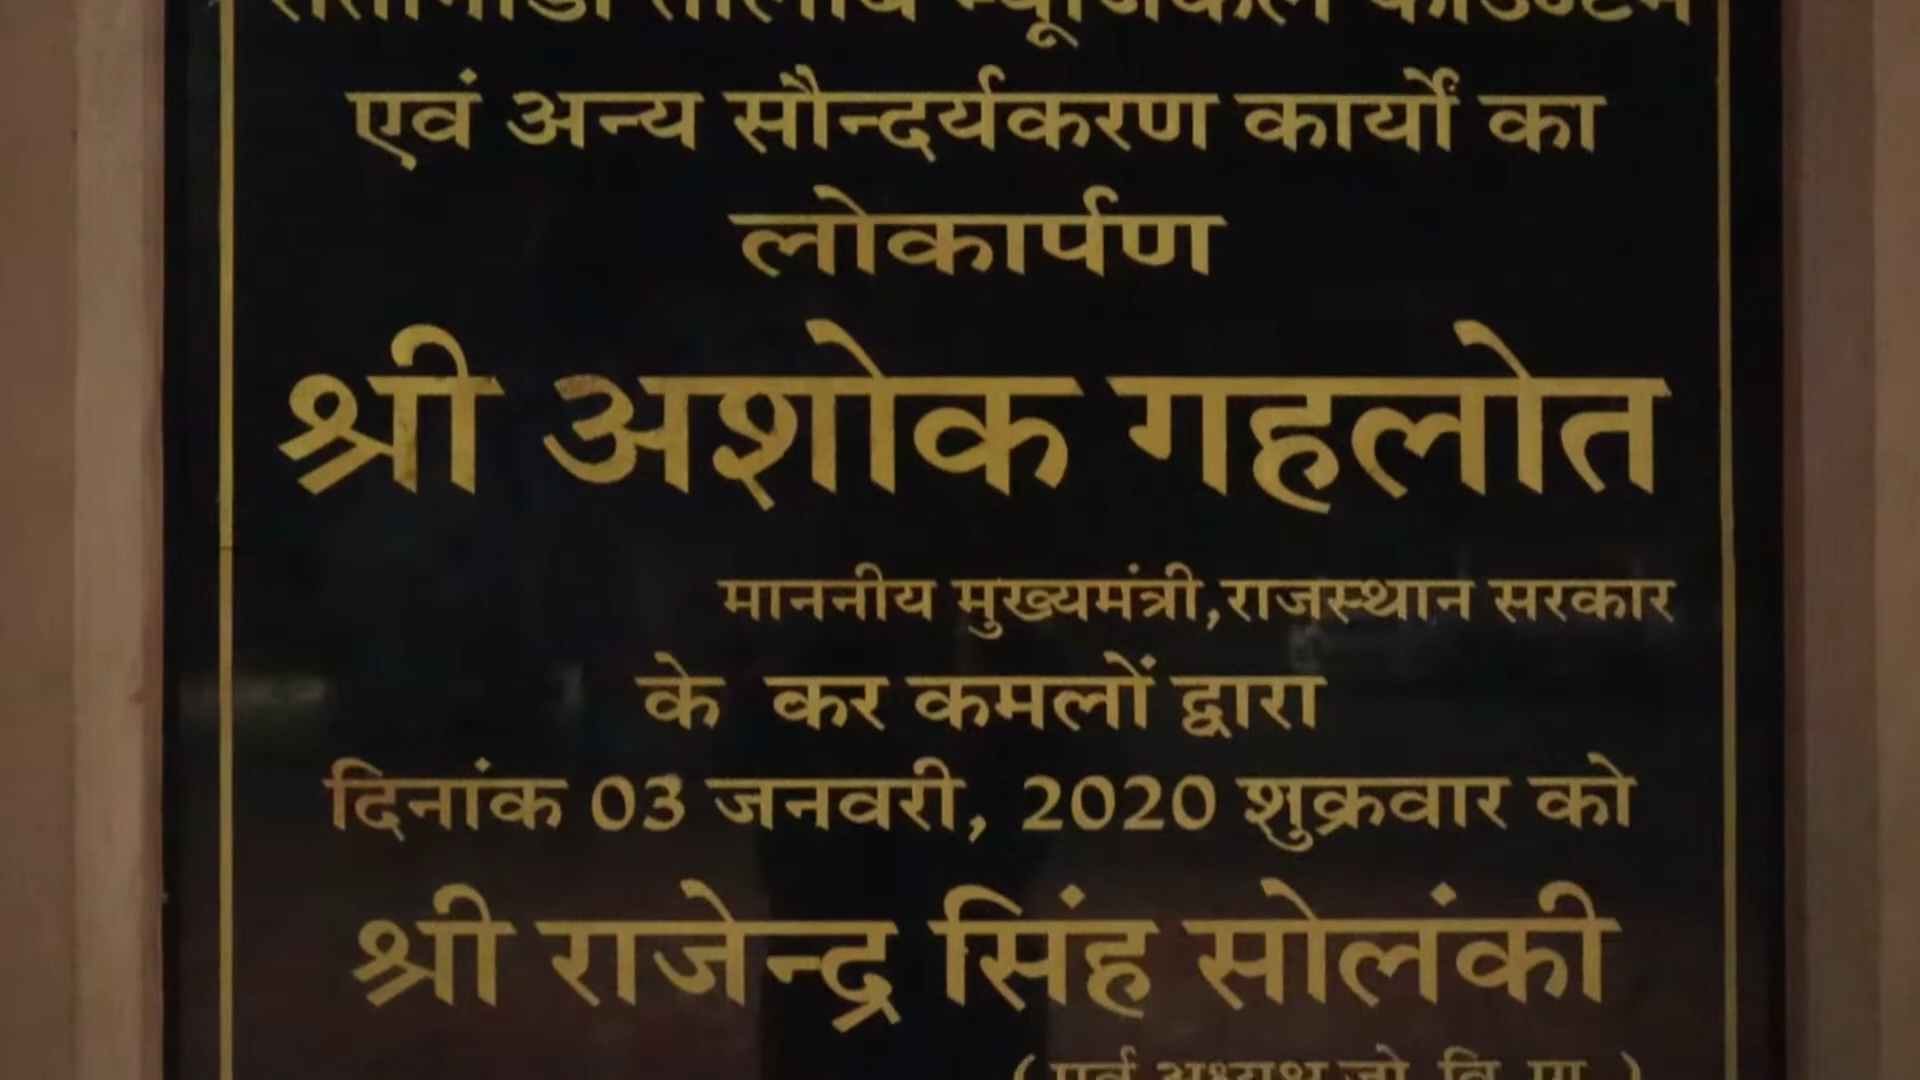 एवं अन्य सौन्दर्यकरण कार्यों का
लोकार्पण
श्री अशोक गहलोत
माननीय मुख्यमंत्री,राजस्थान सरकार
के कर कमलों द्वारा
दिनांक 03 जनवरी, 2020 शुक्रवार को
श्री राजेन्द्र सिंह सोलंकी